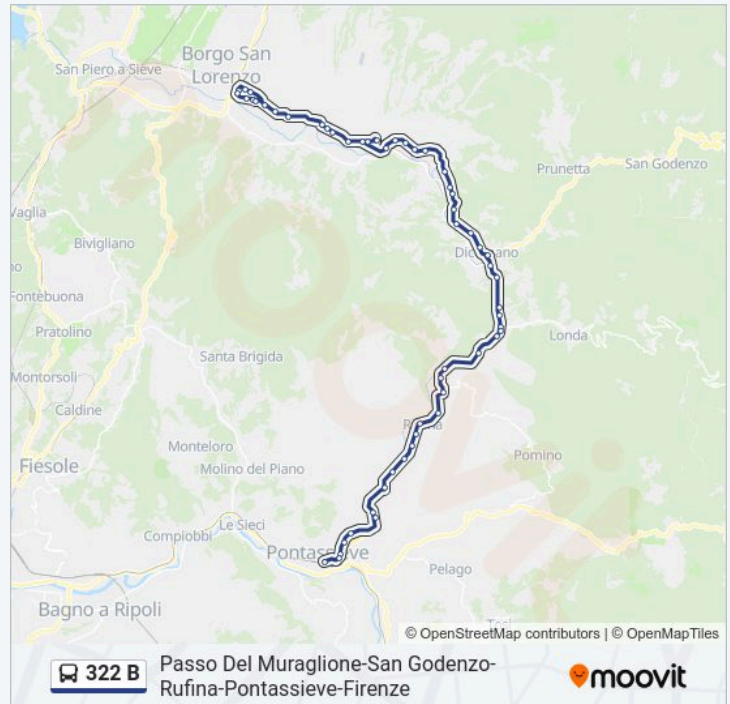 Borgo San
Lorenzo
San Piero a Sieve
Prunetta
San Godenzo
Vaglia
Bivigliano
Dicomano
Fontebuona
Pratolino
Londa
Santa Brigida
Montorsoli
Caldine
Rufina
Monteloro
Pomino
Fiesole
Molino del Piano
Le Sieci
Compiobbi
Pontassieve
Pelago
Bagno a Ripoli
© OpenStreetMap contributors | © OpenMapTiles
322 B
Passo Del Muraglione-San Godenzo-
Rufina-Pontassieve-Firenze
moovit